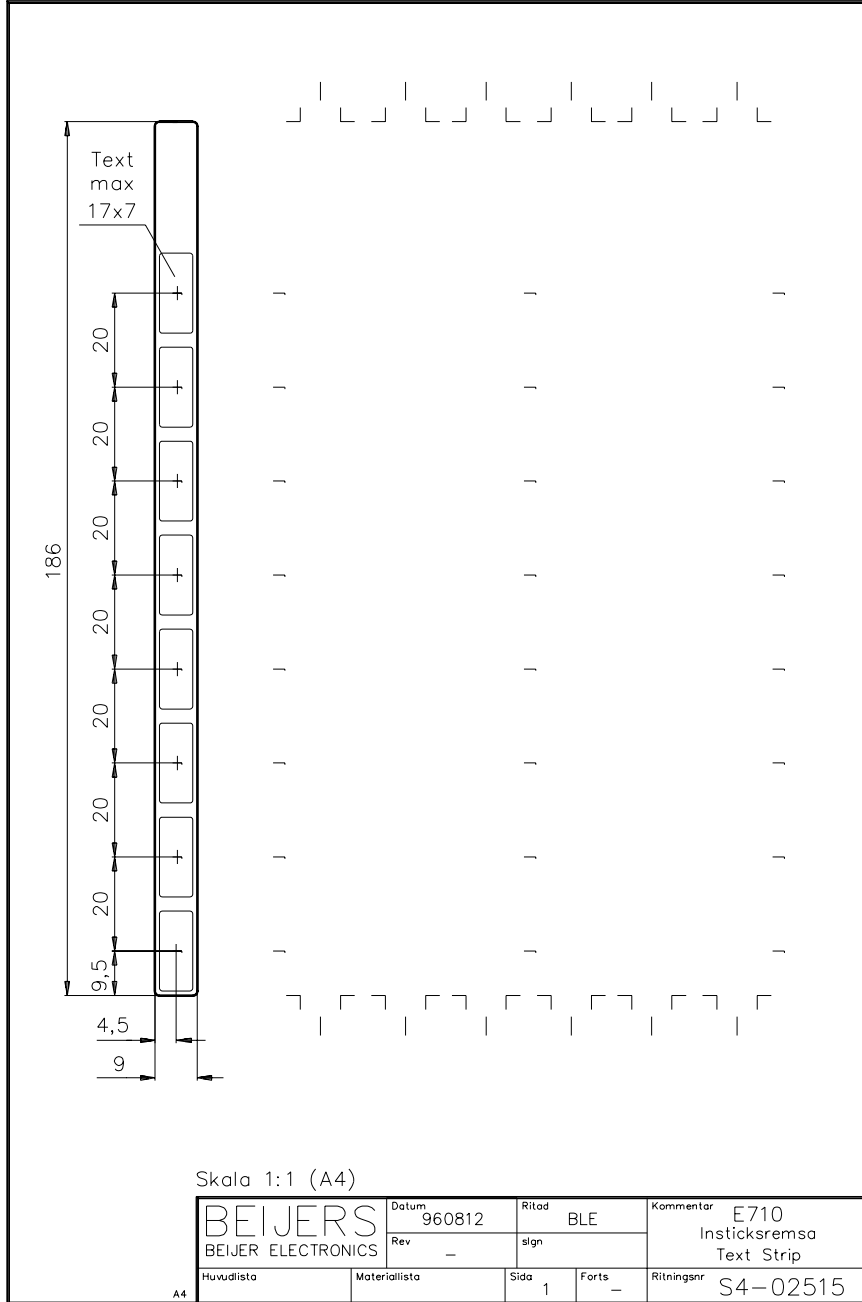 Text
max
17x7
20
20
20
20
20
20
20
186
9,5
4,5
9
Skala 1:1 (A4)
BEIJERS
BEIJER ELECTRONICS
Datum
960812
Ritad
BLE
Kommentar
E710
Insticksremsa
Text Strip
Rev
–
sign
Huvudlista
Materiallista
Sida
1
Forts
–
Ritningsnr
S4-02515
A4